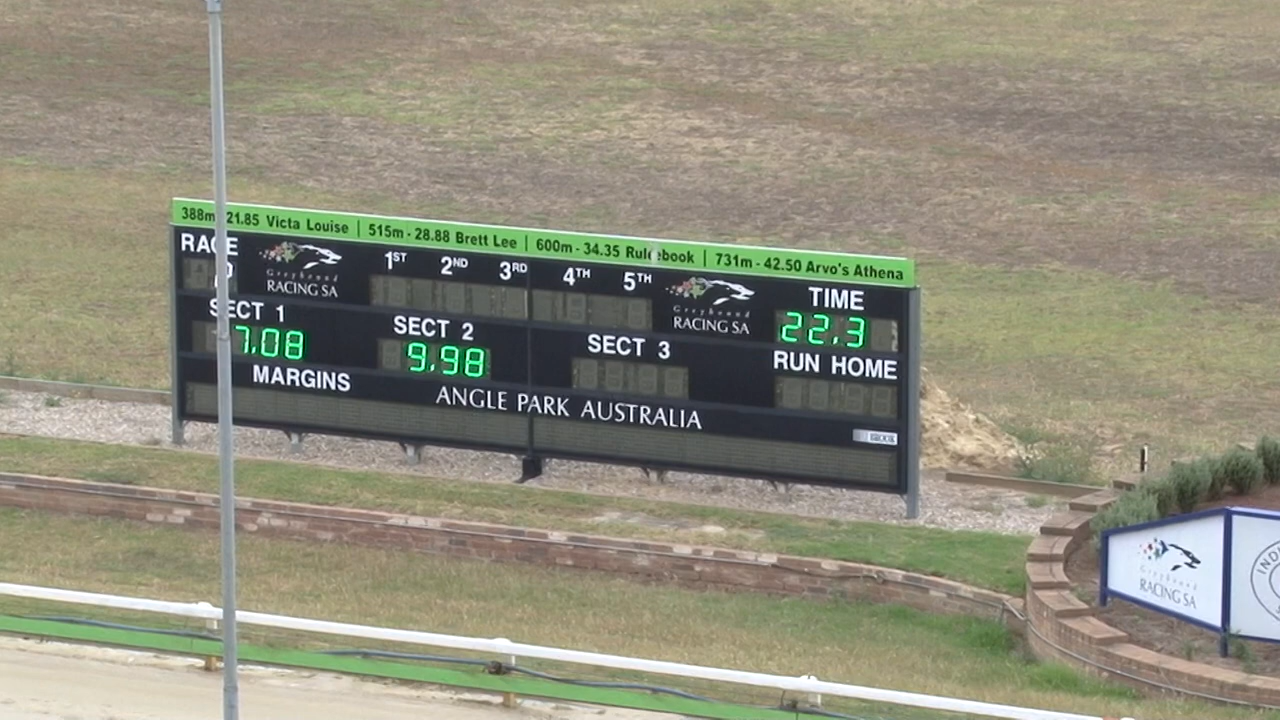 388m 21.85 Victa Louise | 515m - 28.88 Brett Lee | 600m - 34.35 Rulebook | 731m - 42.50 Arvo's Athena
RACE
Greyhound
RACING SA
1ST 2ND 3RD 4TH 5TH
Greyhound
RACING SA
TIME
22.3
SECT 1
7.08
SECT 2
9.98
SECT 3
RUN HOME
MARGINS
ANGLE PARK AUSTRALIA
Greyhound
RACING SA